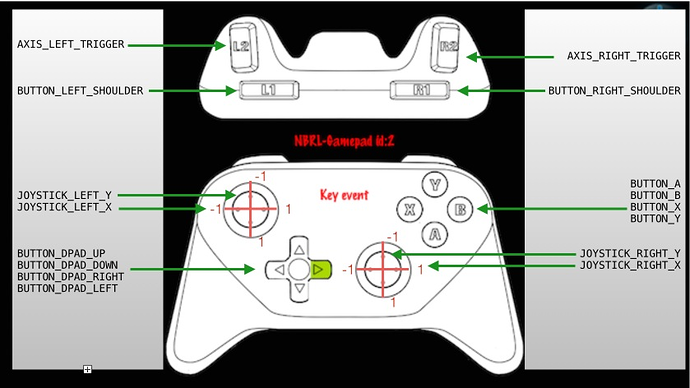 AXIS_LEFT_TRIGGER
L2
R2
AXIS_RIGHT_TRIGGER
BUTTON_LEFT_SHOULDER
L1
R1
BUTTON_RIGHT_SHOULDER
NBRL-Gamepad id:2
Key event
JOYSTICK_LEFT_Y
JOYSTICK_LEFT_X
-1
-1
1
1
Y
X
B
A
BUTTON_A
BUTTON_B
BUTTON_X
BUTTON_Y
BUTTON_DPAD_UP
BUTTON_DPAD_DOWN
BUTTON_DPAD_RIGHT
BUTTON_DPAD_LEFT
-1
-1
1
1
JOYSTICK_RIGHT_Y
JOYSTICK_RIGHT_X